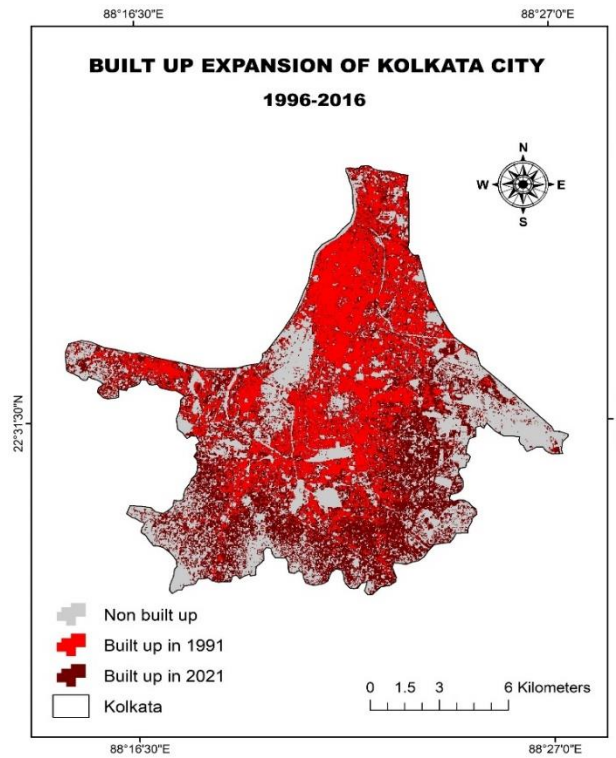 88°16'30"E 88°27'0"E
BUILT UP EXPANSION OF KOLKATA CITY
1996-2016
N
W E
S
22°31'30"N
Non built up
Built up in 1991
Built up in 2021
Kolkata
0 1.5 3 6 Kilometers
88°16'30"E 88°27'0"E